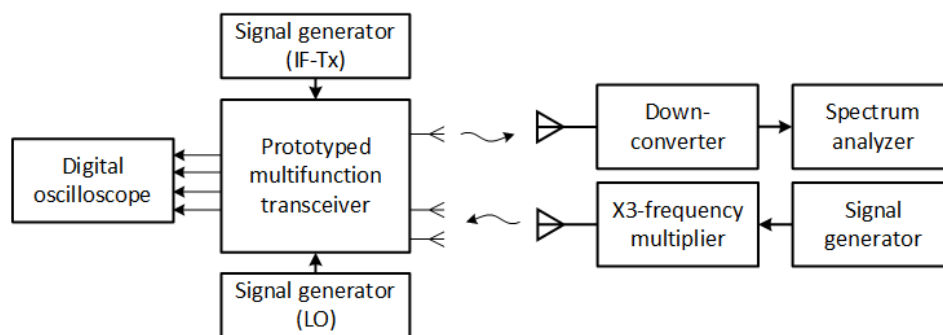 Signal generator
(IF-Tx)
Digital
oscilloscope
Prototyped
multifunction
transceiver
Down-
converter
Spectrum
analyzer
X3-frequency
multiplier
Signal
generator
Signal generator
(LO)